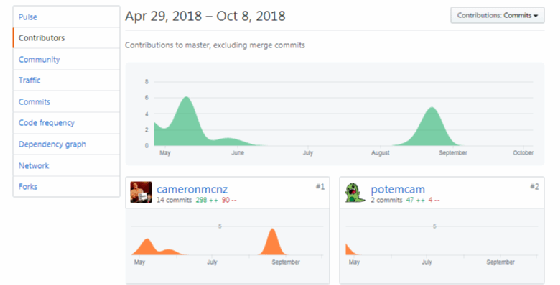 Pulse
Contributors
Community
Traffic
Commits
Code frequency
Dependency graph
Network
Forks
Apr 29, 2018 – Oct 8, 2018
Contributions: Commits
Contributions to master, excluding merge commits
8
6
4
2
0
May June July August September October
cameronmcnz #1
14 commits 298 ++ 90 --
May July September
potemcam #2
2 commits 47 ++ 4 --
May July September